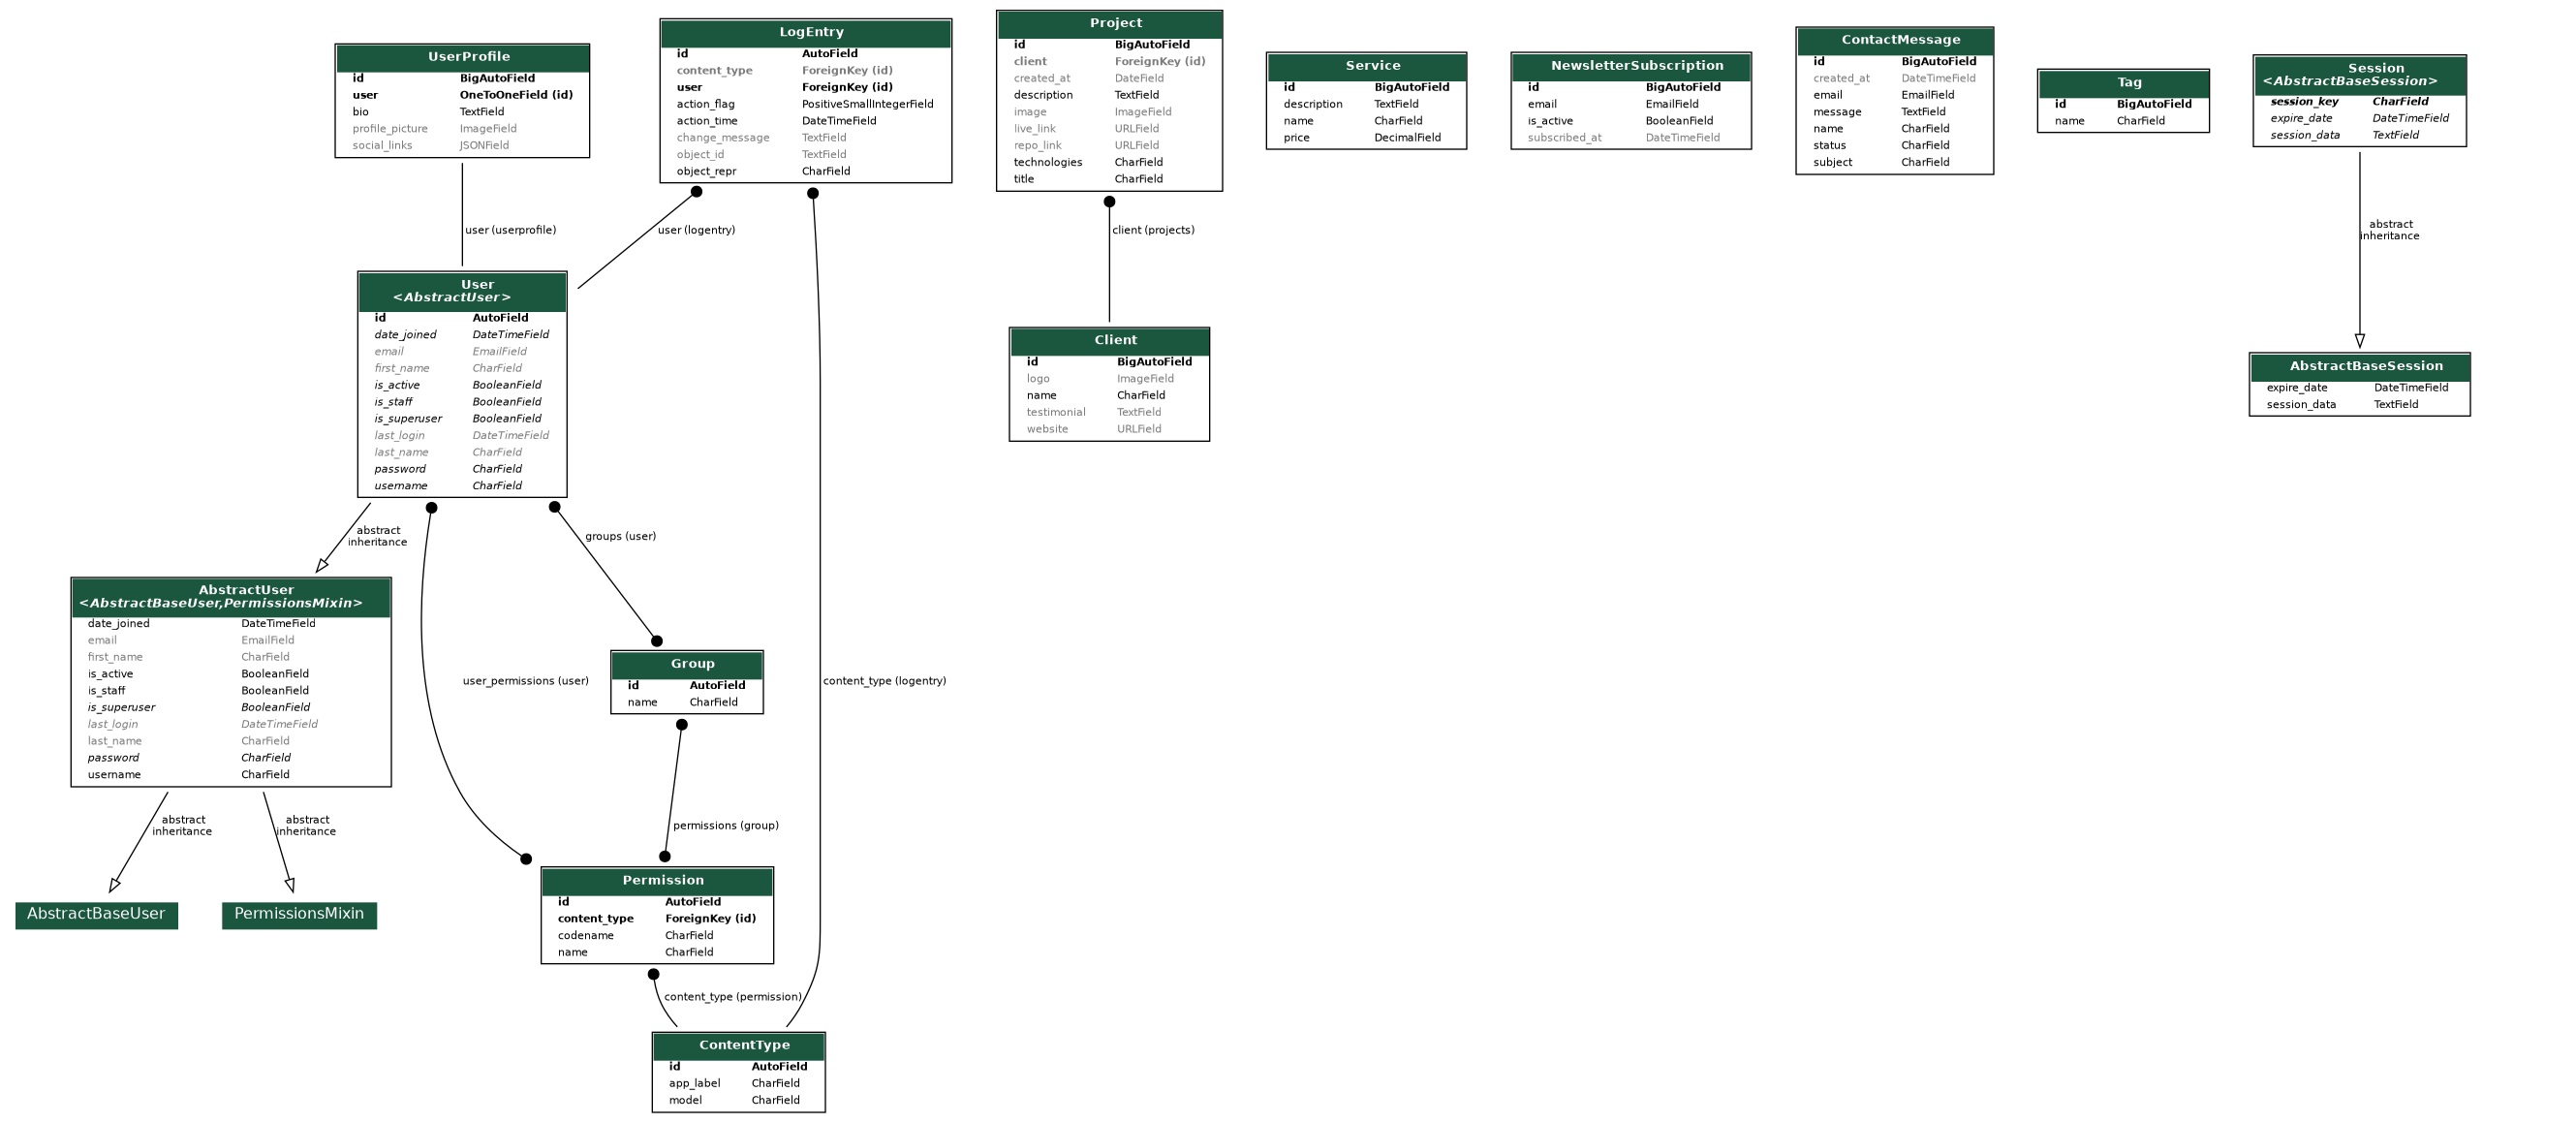 UserProfile
id BigAutoField
user OneToOneField (id)
bio TextField
profile_picture ImageField
social_links JSONField
LogEntry
id AutoField
content_type ForeignKey (id)
user ForeignKey (id)
action_flag PositiveSmallIntegerField
action_time DateTimeField
change_message TextField
object_id TextField
object_repr CharField
Project
id BigAutoField
client ForeignKey (id)
created_at DateField
description TextField
image ImageField
live_link URLField
repo_link URLField
technologies CharField
title CharField
Service
id BigAutoField
description TextField
name CharField
price DecimalField
NewsletterSubscription
id BigAutoField
email EmailField
is_active BooleanField
subscribed_at DateTimeField
ContactMessage
id BigAutoField
created_at DateTimeField
email EmailField
message TextField
name CharField
status CharField
subject CharField
Tag
id BigAutoField
name CharField
Session
<AbstractBaseSession>
session_key CharField
expire_date DateTimeField
session_data TextField
user (userprofile)
user (logentry)
client (projects)
abstract
inheritance
User
<AbstractUser>
id AutoField
date_joined DateTimeField
email EmailField
first_name CharField
is_active BooleanField
is_staff BooleanField
is_superuser BooleanField
last_login DateTimeField
last_name CharField
password CharField
username CharField
Client
id BigAutoField
logo ImageField
name CharField
testimonial TextField
website URLField
AbstractBaseSession
expire_date DateTimeField
session_data TextField
abstract
inheritance
groups (user)
AbstractUser
<AbstractBaseUser,PermissionsMixin>
date_joined DateTimeField
email EmailField
first_name CharField
is_active BooleanField
is_staff BooleanField
is_superuser BooleanField
last_login DateTimeField
last_name CharField
password CharField
username CharField
user_permissions (user)
Group
id AutoField
name CharField
content_type (logentry)
abstract
inheritance
abstract
inheritance
permissions (group)
AbstractBaseUser
PermissionsMixin
Permission
id AutoField
content_type ForeignKey (id)
codename CharField
name CharField
content_type (permission)
ContentType
id AutoField
app_label CharField
model CharField